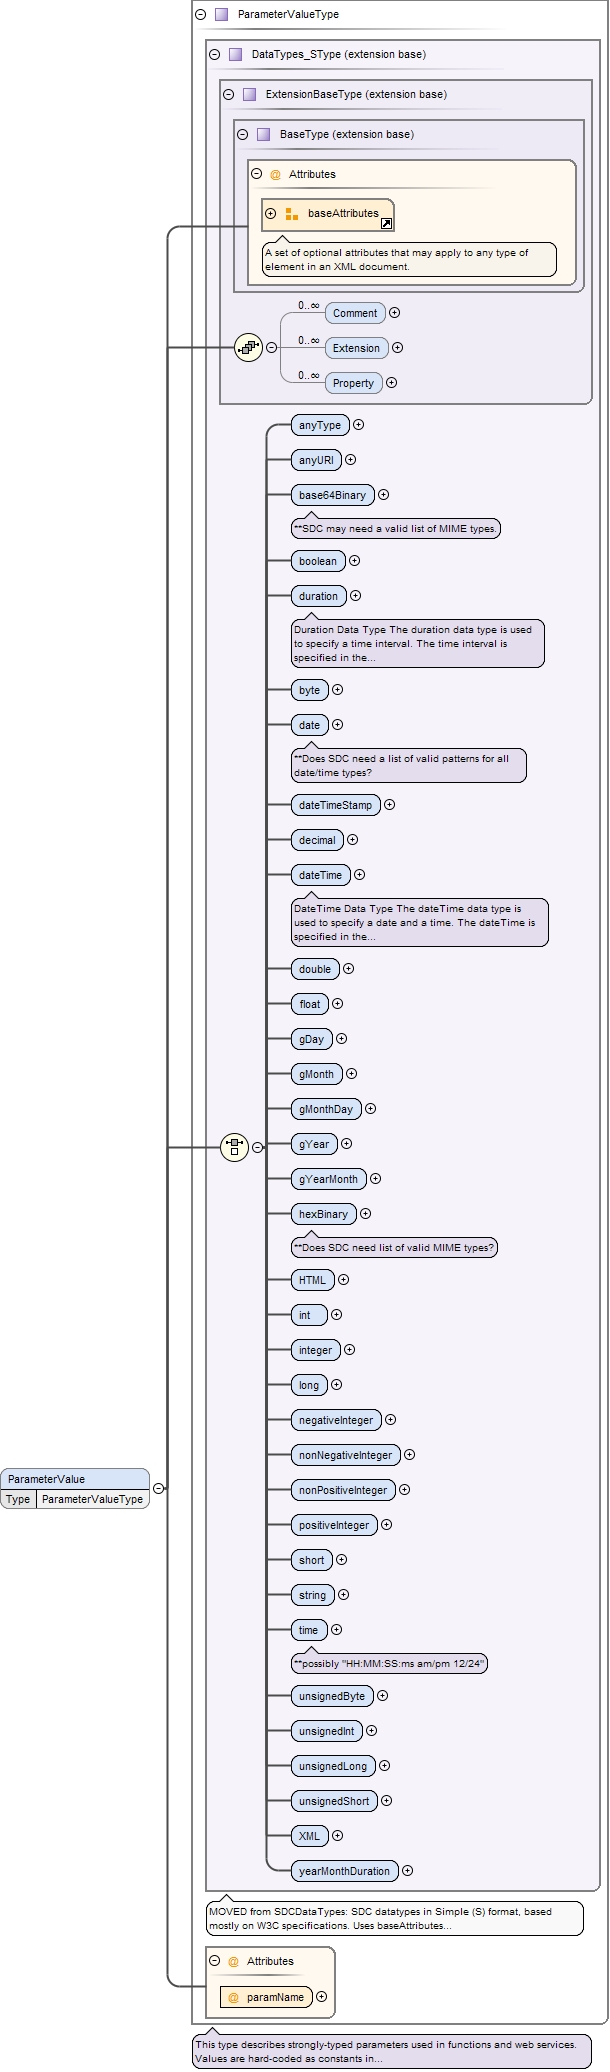 ParameterValueType
DataTypes_SType (extension base)
ExtensionBaseType (extension base)
BaseType (extension base)
@ Attributes
baseAttributes
A set of optional attributes that may apply to any type of
element in an XML document.
0..∞
Comment
0..∞
Extension
0..∞
Property
anyType
anyURI
base64Binary
**SDC may need a valid list of MIME types.
boolean
duration
Duration Data Type The duration data type is used
to specify a time interval. The time interval is
specified in the...
byte
date
**Does SDC need a list of valid patterns for all
date/time types?
dateTimeStamp
decimal
dateTime
DateTime Data Type The dateTime data type is
used to specify a date and a time. The dateTime is
specified in the...
double
float
gDay
gMonth
gMonthDay
gYear
gYearMonth
hexBinary
**Does SDC need list of valid MIME types?
HTML
int
integer
long
negativeInteger
nonNegativeInteger
ParameterValue
Type ParameterValueType
nonPositiveInteger
positiveInteger
short
string
time
**possibly "HH:MM:SS:ms am/pm 12/24"
unsignedByte
unsignedInt
unsignedLong
unsignedShort
XML
yearMonthDuration
MOVED from SDCDataTypes: SDC datatypes in Simple (S) format, based
mostly on W3C specifications. Uses baseAttributes...
@ Attributes
@ paramName
This type describes strongly-typed parameters used in functions and web services.
Values are hard-coded as constants in...